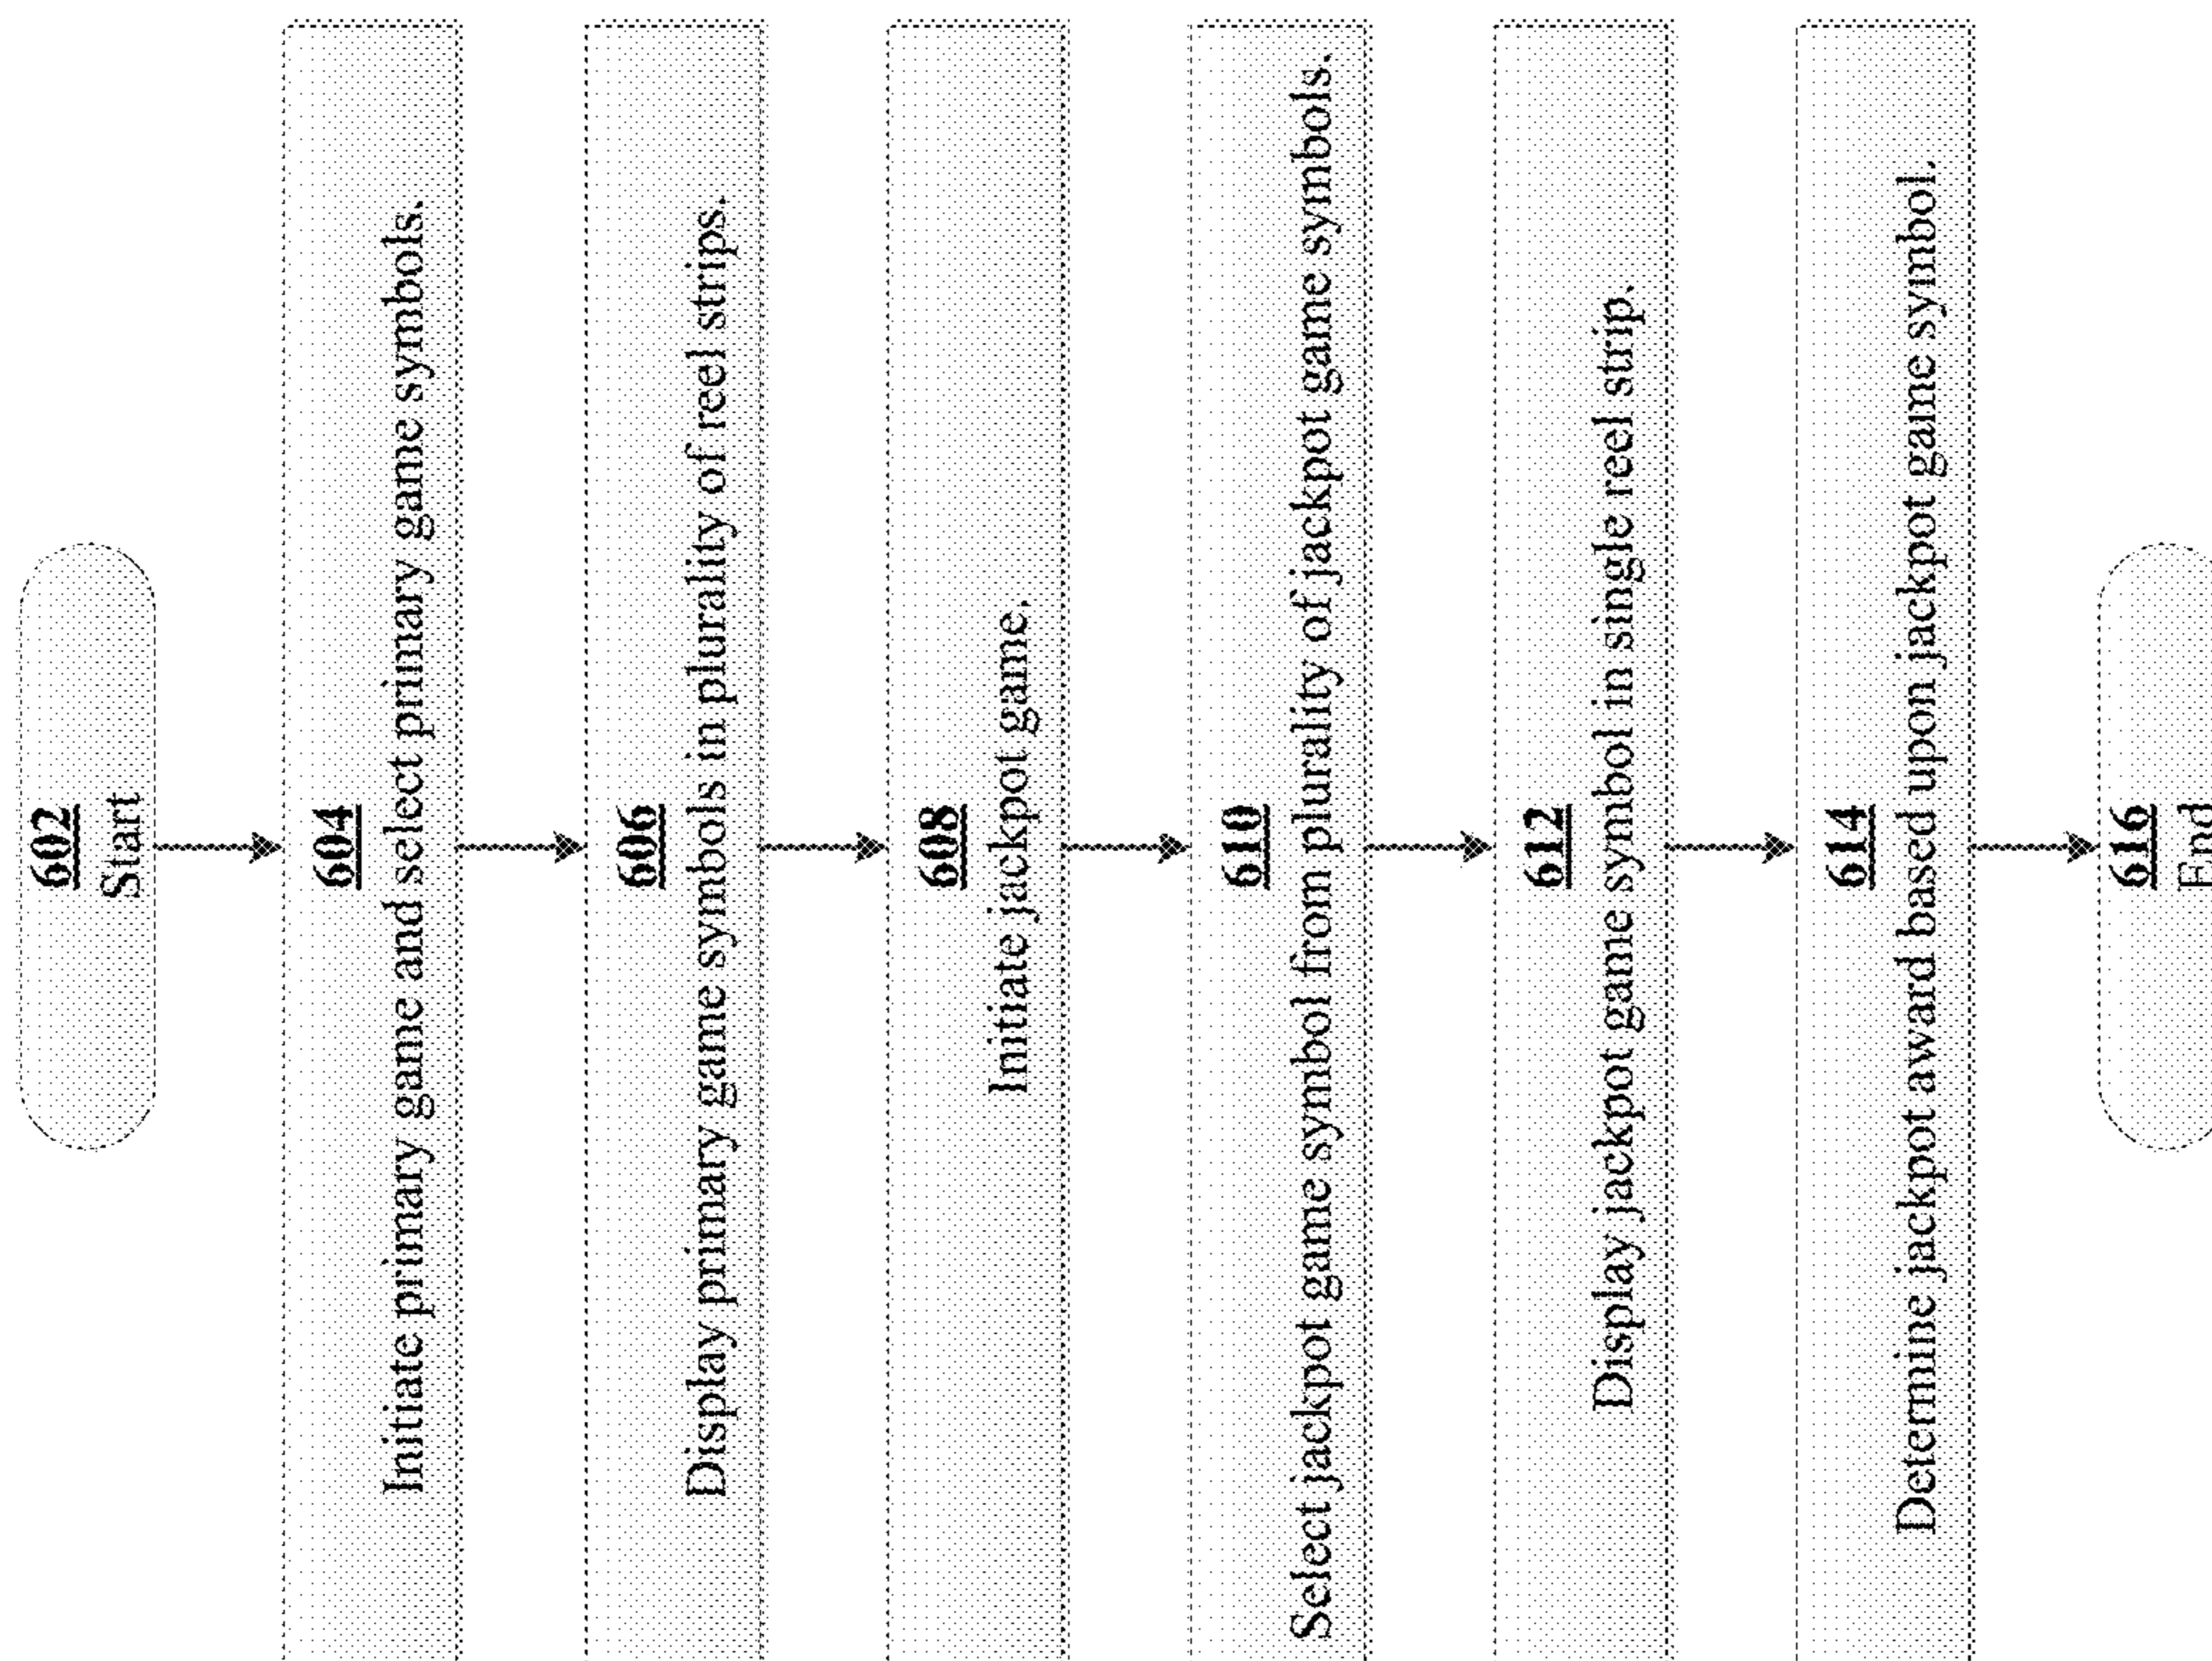 602
Start
604
Initiate primary game and select primary game symbols.
606
Display primary game symbols in plurality of reel strips.
608
Initiate jackpot game.
610
Select jackpot game symbol from plurality of jackpot game symbols.
612
Display jackpot game symbol in single reel strip.
614
Determine jackpot award based upon jackpot game symbol.
616
End